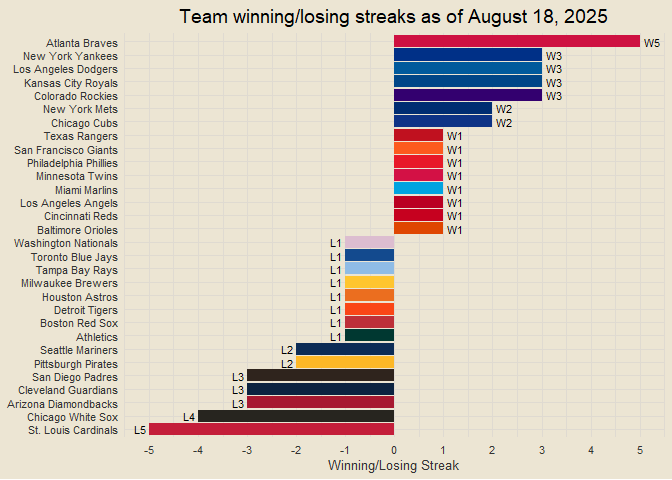 Team winning/losing streaks as of August 18, 2025
Atlanta Braves W5
New York Yankees W3
Los Angeles Dodgers W3
Kansas City Royals W3
Colorado Rockies W3
New York Mets W2
Chicago Cubs W2
Texas Rangers W1
San Francisco Giants W1
Philadelphia Phillies W1
Minnesota Twins W1
Miami Marlins W1
Los Angeles Angels W1
Cincinnati Reds W1
Baltimore Orioles W1
Washington Nationals L1
Toronto Blue Jays L1
Tampa Bay Rays L1
Milwaukee Brewers L1
Houston Astros L1
Detroit Tigers L1
Boston Red Sox L1
Athletics L1
Seattle Mariners L2
Pittsburgh Pirates L2
San Diego Padres L3
Cleveland Guardians L3
Arizona Diamondbacks L3
Chicago White Sox L4
St. Louis Cardinals L5
-5 -4 -3 -2 -1 0 1 2 3 4 5
Winning/Losing Streak